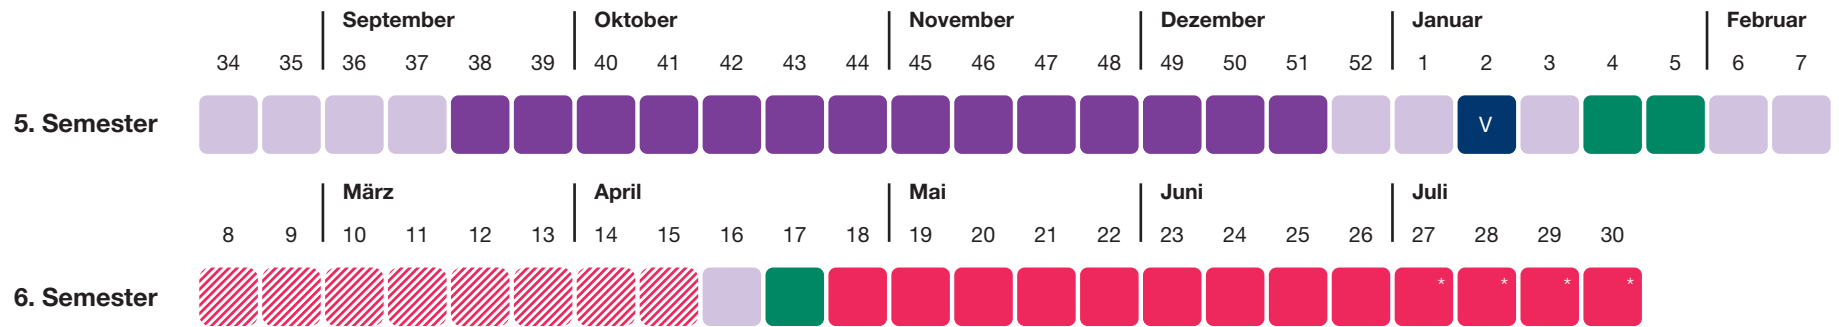 September Oktober November Dezember Januar Februar
34 35 36 37 38 39 40 41 42 43 44 45 46 47 48 49 50 51 52 1 2 3 4 5 6 7
5. Semester V
März April Mai Juni Juli
8 9 10 11 12 13 14 15 16 17 18 19 20 21 22 23 24 25 26 27 28 29 30
6. Semester * * * *